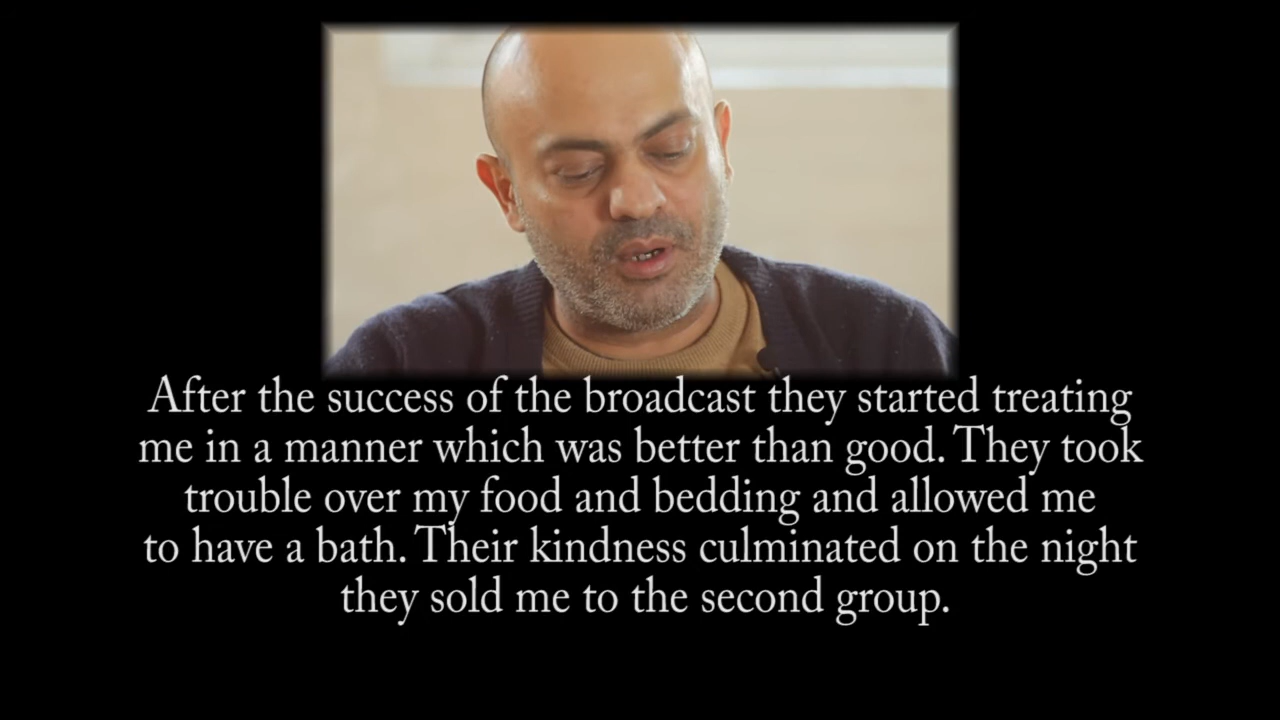 After the success of the broadcast they started treating
me in a manner which was better than good. They took
trouble over my food and bedding and allowed me
to have a bath. Their kindness culminated on the night
they sold me to the second group.